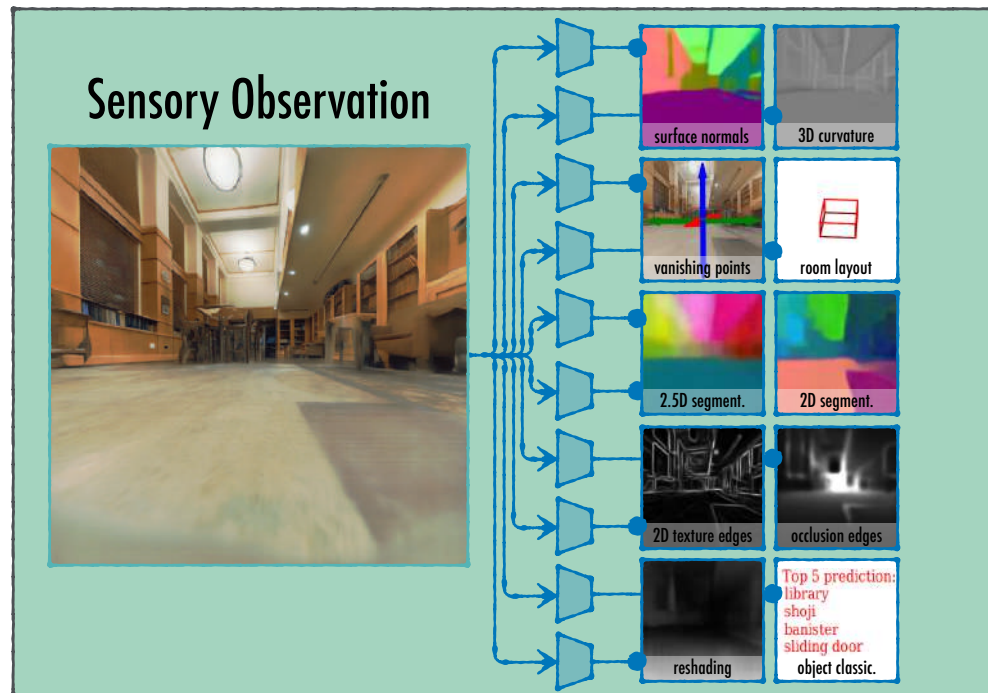 Sensory Observation
surface normals
3D curvature
vanishing points
room layout
2.5D segment.
2D segment.
2D texture edges
occlusion edges
reshading
Top 5 prediction:
library
shoji
banister
sliding door
object classic.